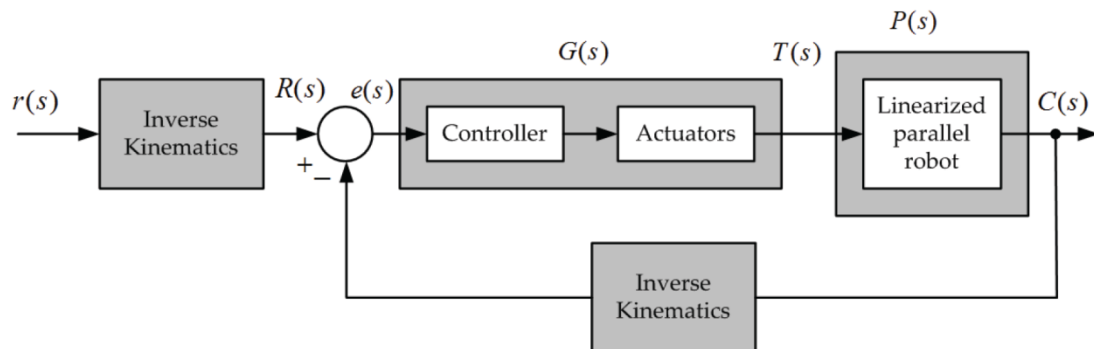 P(s)
G(s)
T(s)
r(s)
Inverse
Kinematics
R(s)
e(s)
+
−
Controller
Actuators
Linearized
parallel
robot
C(s)
Inverse
Kinematics